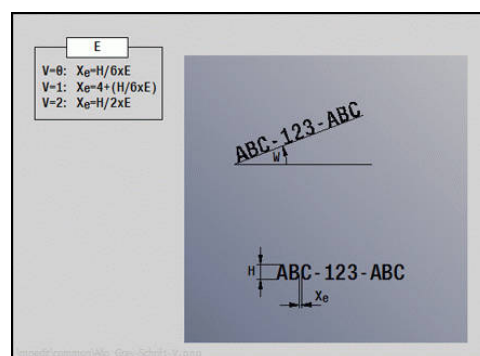 E
V=0: Xe=H/6xE
V=1: Xe=4+(H/6xE)
V=2: Xe=H/2xE
ABC-123-ABC
W
H
ABC-123-ABC
Xe